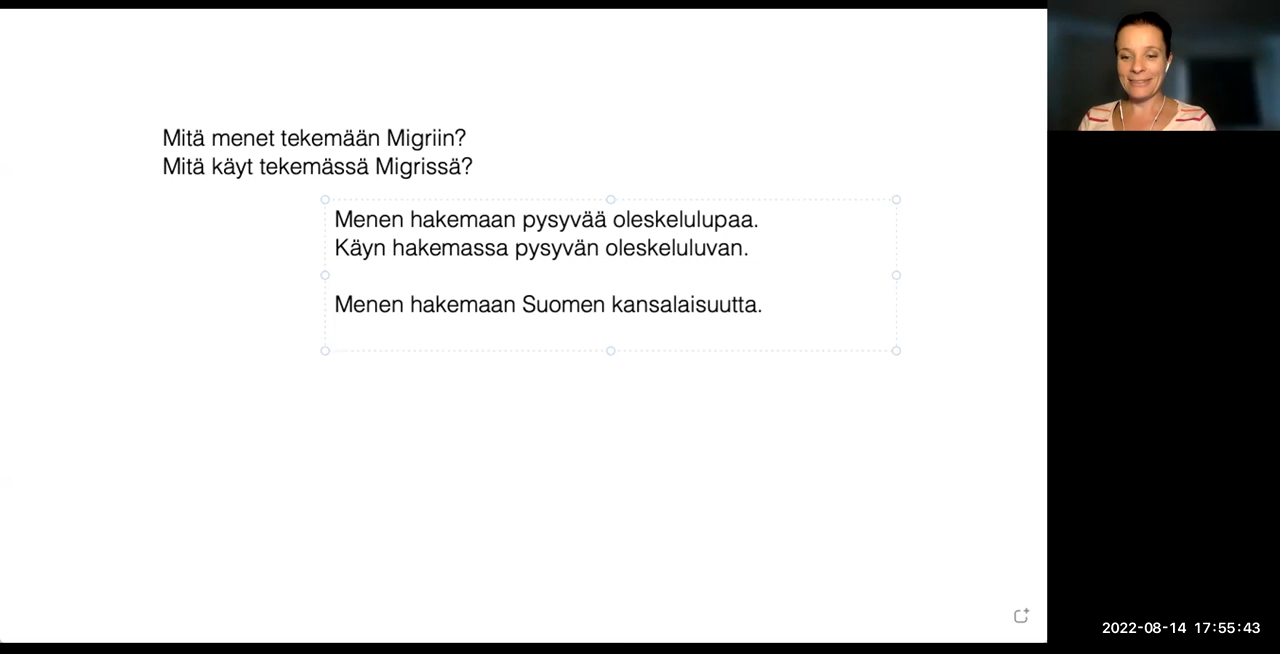 Mitä menet tekemään Migriin?
Mitä käyt tekemässä Migrissä?
Menen hakemaan pysyvää oleskelulupaa.
Käyn hakemassa pysyvän oleskeluluvan.
Menen hakemaan Suomen kansalaisuutta.
2022-08-14 17:55:43